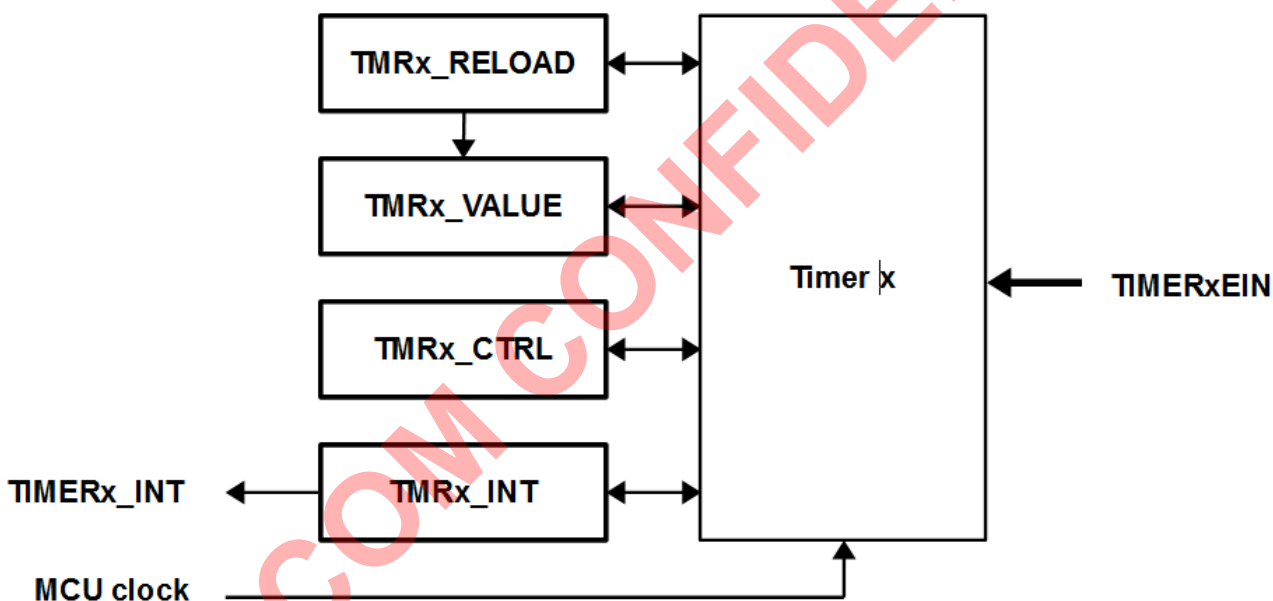 TMRx_RELOAD
TMRx_VALUE
Timer x
TIMERxEIN
TMRx_CTRL
TIMERx_INT
TMRx_INT
MCU clock
COM CONFIDE